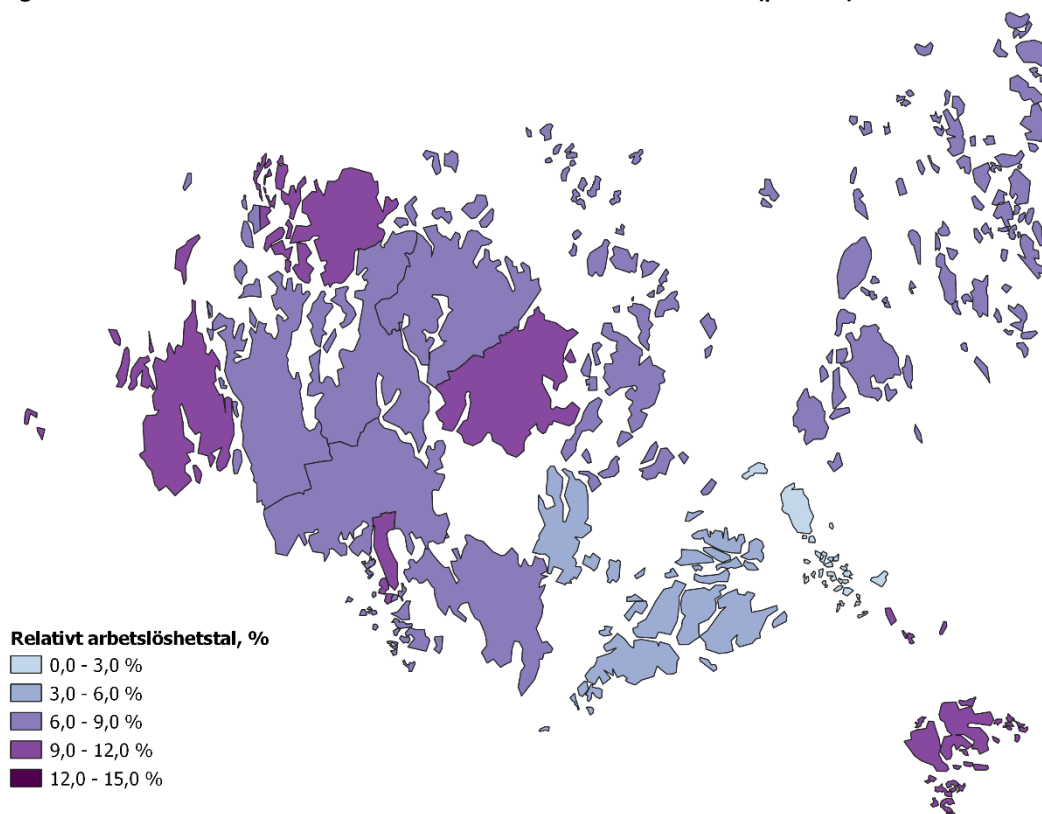 Relativt arbetslöshetstal, %
0,0 - 3,0 %
3,0 - 6,0 %
6,0 - 9,0 %
9,0 - 12,0 %
12,0 - 15,0 %